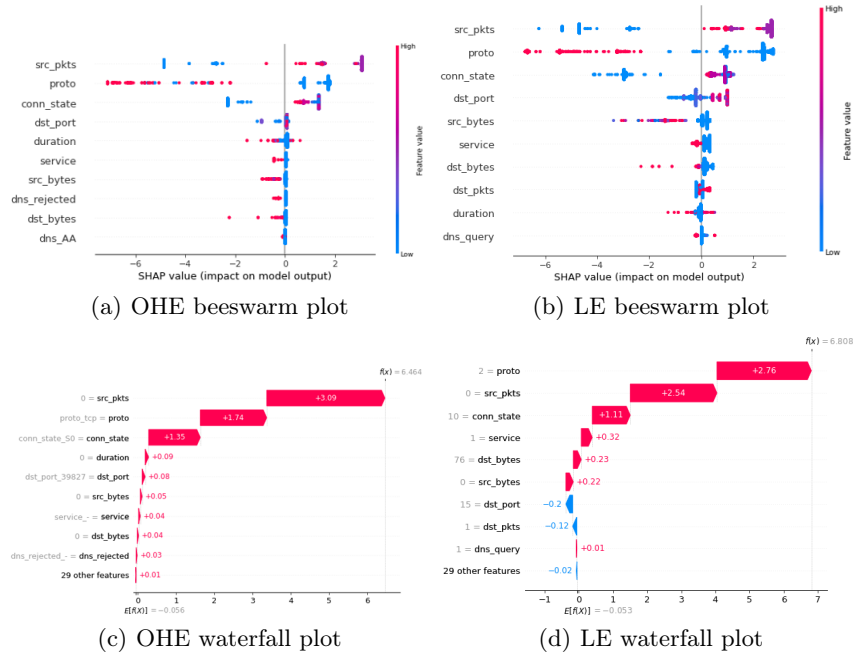 High
src_pkts
proto
conn_state
dst_port
duration
service
src_bytes
dns_rejected
dst_bytes
dns_AA
Feature value
Low
−6 −4 −2 0 2
SHAP value (impact on model output)
(a) OHE beeswarm plot
High
src_pkts
proto
conn_state
dst_port
src_bytes
service
dst_bytes
dst_pkts
duration
dns_query
Feature value
Low
−6 −4 −2 0 2
SHAP value (impact on model output)
(b) LE beeswarm plot
f(x) = 6.464
0 = src_pkts +3.09
proto_tcp = proto +1.74
conn_state_S0 = conn_state +1.35
0 = duration +0.09
dst_port_39827 = dst_port +0.08
0 = src_bytes +0.05
service_- = service +0.04
0 = dst_bytes +0.04
dns_rejected_- = dns_rejected +0.03
29 other features +0.01
0 1 2 3 4 5 6
E[f(X)] = −0.056
(c) OHE waterfall plot
f(x) = 6.808
2 = proto +2.76
0 = src_pkts +2.54
10 = conn_state +1.11
1 = service +0.32
76 = dst_bytes +0.23
0 = src_bytes +0.22
15 = dst_port −0.2
1 = dst_pkts −0.12
1 = dns_query +0.01
29 other features −0.02
−1 0 1 2 3 4 5 6 7
E[f(X)] = −0.053
(d) LE waterfall plot